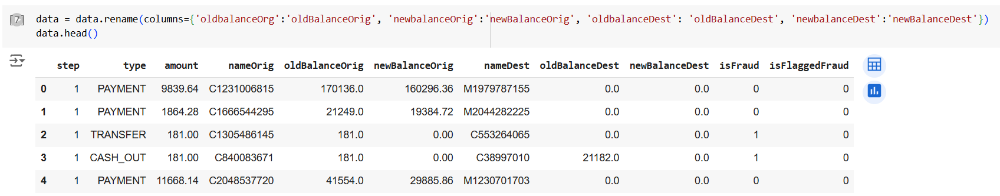 [7] data = data.rename(columns={'oldbalanceOrg':'oldBalanceOrig', 'newbalanceOrig':'newBalanceOrig', 'oldbalanceDest': 'oldBalanceDest', 'newbalanceDest':'newBalanceDest'})
data.head()
step type amount nameOrig oldBalanceOrig newBalanceOrig nameDest oldBalanceDest newBalanceDest isFraud isFlaggedFraud
0 1 PAYMENT 9839.64 C1231006815 170136.0 160296.36 M1979787155 0.0 0.0 0 0
1 1 PAYMENT 1864.28 C1666544295 21249.0 19384.72 M2044282225 0.0 0.0 0 0
2 1 TRANSFER 181.00 C1305486145 181.0 0.00 C553264065 0.0 0.0 1 0
3 1 CASH_OUT 181.00 C840083671 181.0 0.00 C38997010 21182.0 0.0 1 0
4 1 PAYMENT 11668.14 C2048537720 41554.0 29885.86 M1230701703 0.0 0.0 0 0